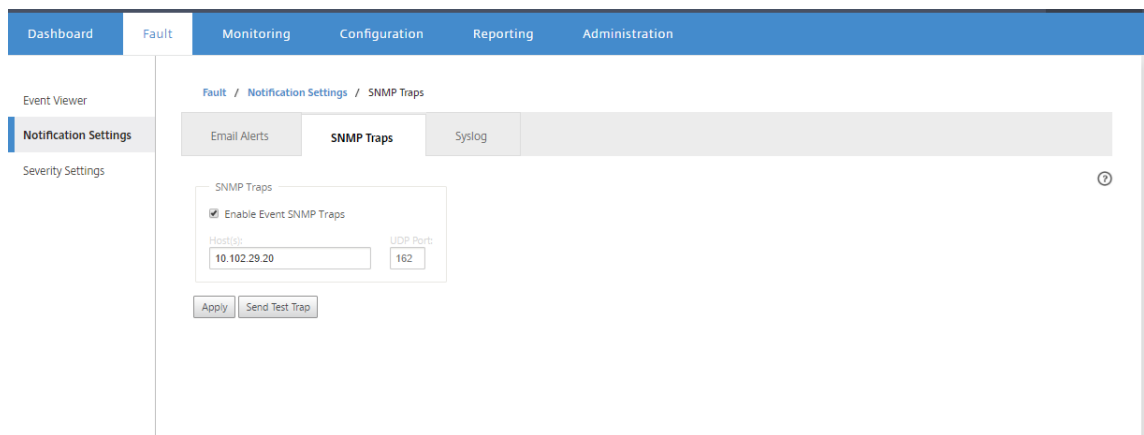 Dashboard Fault Monitoring Configuration Reporting Administration
Event Viewer
Notification Settings
Severity Settings
Fault / Notification Settings / SNMP Traps
Email Alerts SNMP Traps Syslog
?
SNMP Traps
Enable Event SNMP Traps
Host(s): UDP Port:
10.102.29.20 162
Apply Send Test Trap